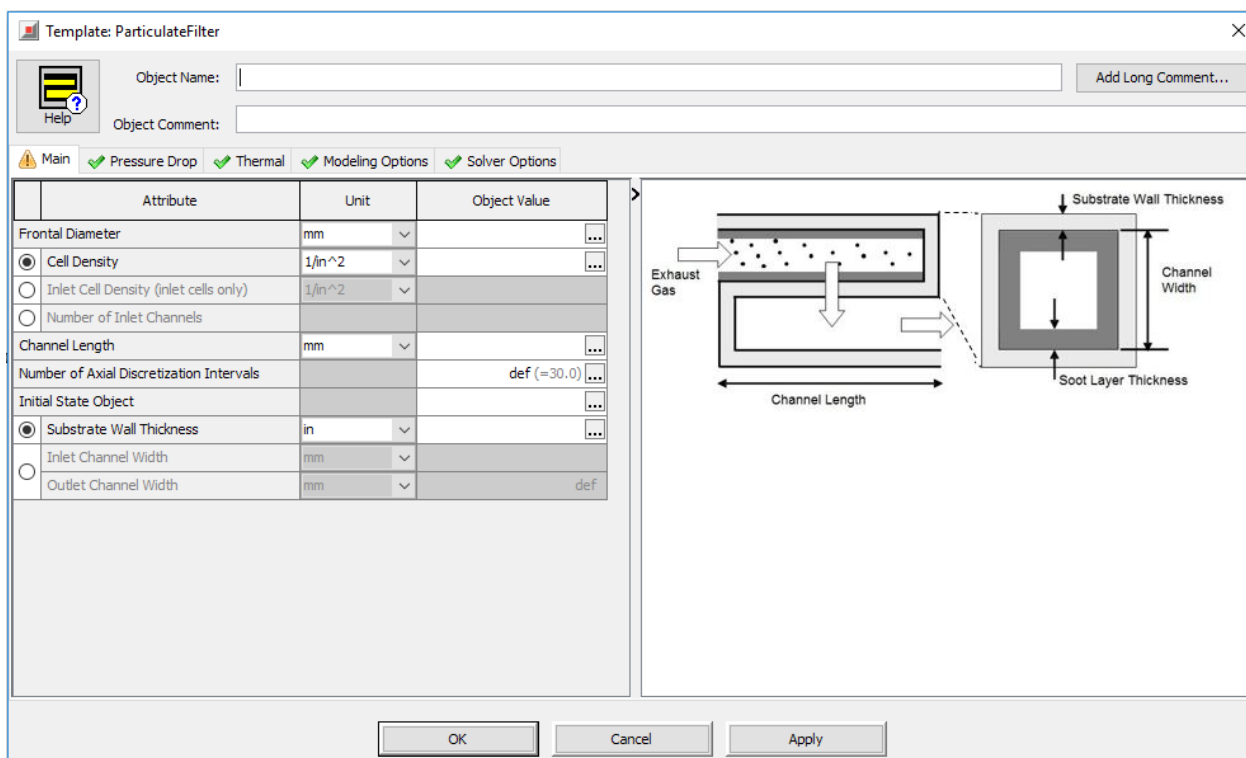 Template: ParticulateFilter
Object Name:
Add Long Comment...
Help
Object Comment:
Main Pressure Drop Thermal Modeling Options Solver Options
Attribute Unit Object Value
Frontal Diameter mm ...
Cell Density 1/in^2 ...
Inlet Cell Density (inlet cells only) 1/in^2
Number of Inlet Channels
Channel Length mm ...
Number of Axial Discretization Intervals def (=30.0) ...
Initial State Object ...
Substrate Wall Thickness in ...
Inlet Channel Width mm
Outlet Channel Width mm def
Substrate Wall Thickness
Exhaust
Gas
Channel
Width
Soot Layer Thickness
Channel Length
OK Cancel Apply